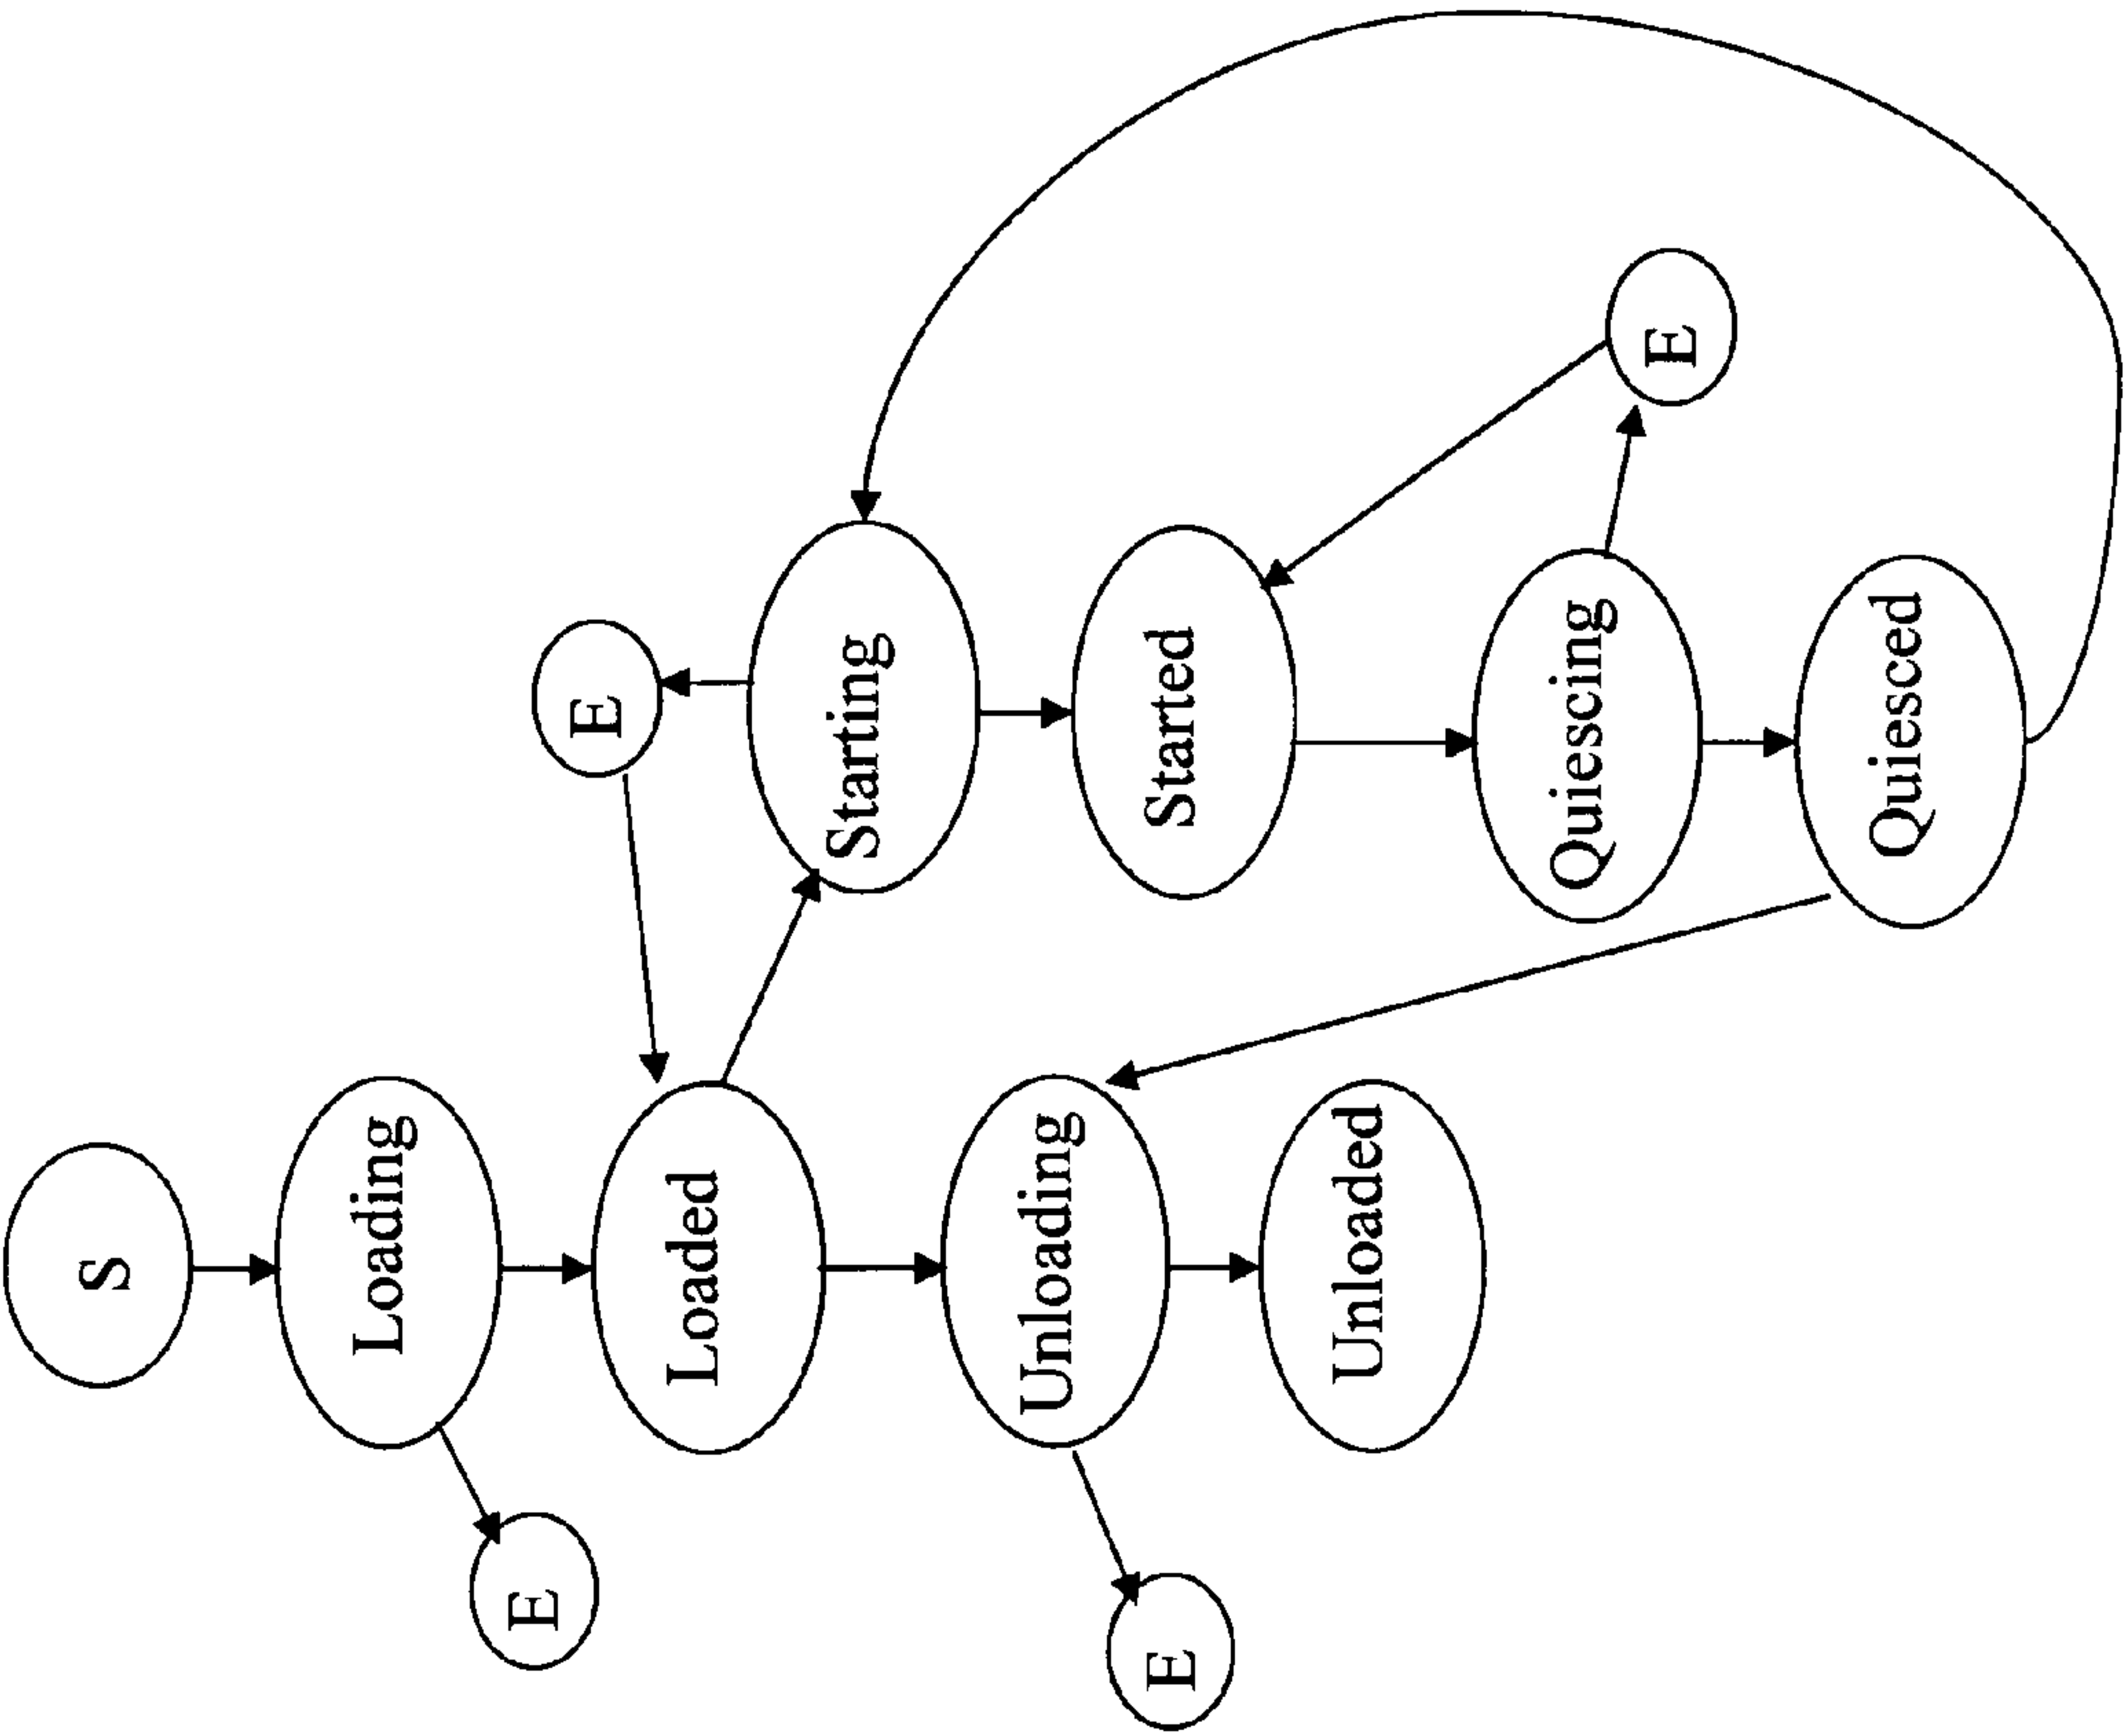 S
Loading
E
Loaded
E
Starting
Unloading
E
Started
Unloaded
Quiescing
E
Quiesced